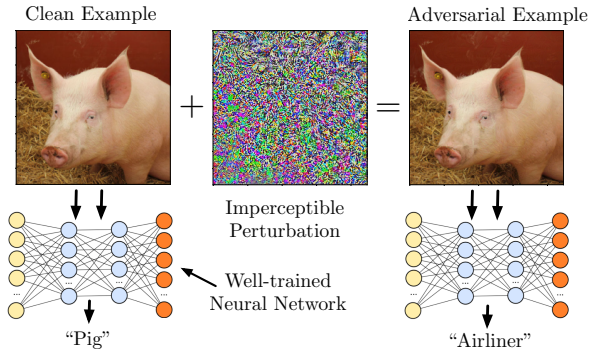 Clean Example
Adversarial Example
+
=
Imperceptible
Perturbation
...
...
...
...
...
...
...
...
Well-trained
Neural Network
“Pig”
“Airliner”